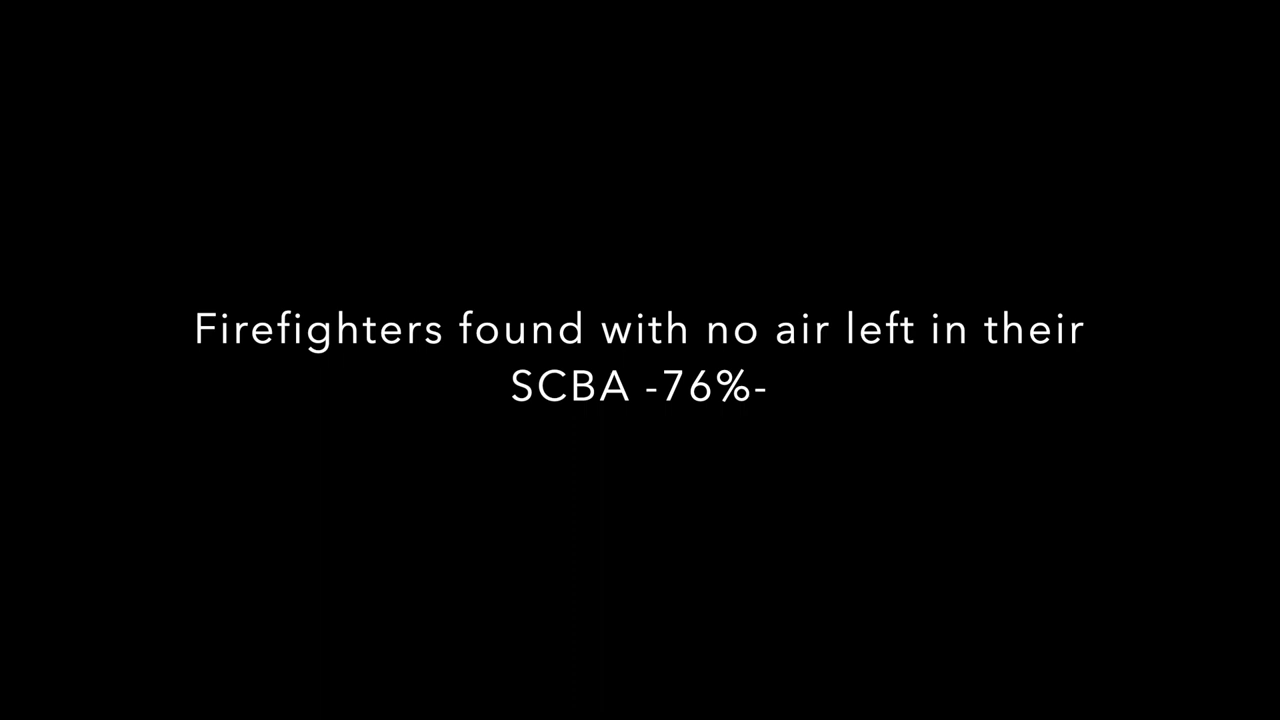 Firefighters found with no air left in their
SCBA -76%-